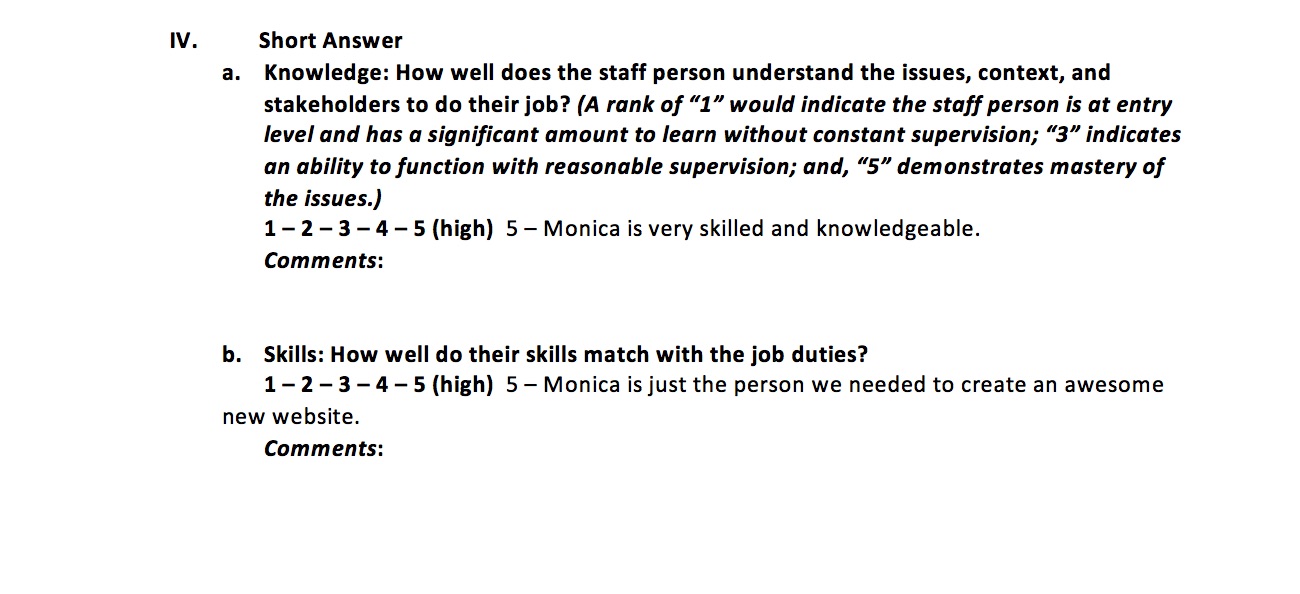 IV. Short Answer
a. Knowledge: How well does the staff person understand the issues, context, and
stakeholders to do their job? (A rank of “1” would indicate the staff person is at entry
level and has a significant amount to learn without constant supervision; “3” indicates
an ability to function with reasonable supervision; and, “5” demonstrates mastery of
the issues.)
1 – 2 – 3 – 4 – 5 (high) 5 – Monica is very skilled and knowledgeable.
Comments:
b. Skills: How well do their skills match with the job duties?
1 – 2 – 3 – 4 – 5 (high) 5 – Monica is just the person we needed to create an awesome
new website.
Comments: